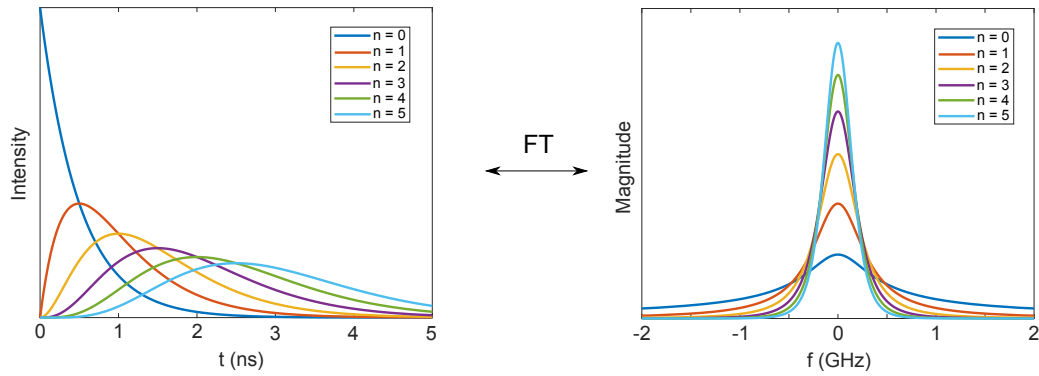 Intensity
n = 0
n = 1
n = 2
n = 3
n = 4
n = 5
0
1
2
3
4
5
t (ns)
FT
Magnitude
n = 0
n = 1
n = 2
n = 3
n = 4
n = 5
-2
-1
0
1
2
f (GHz)